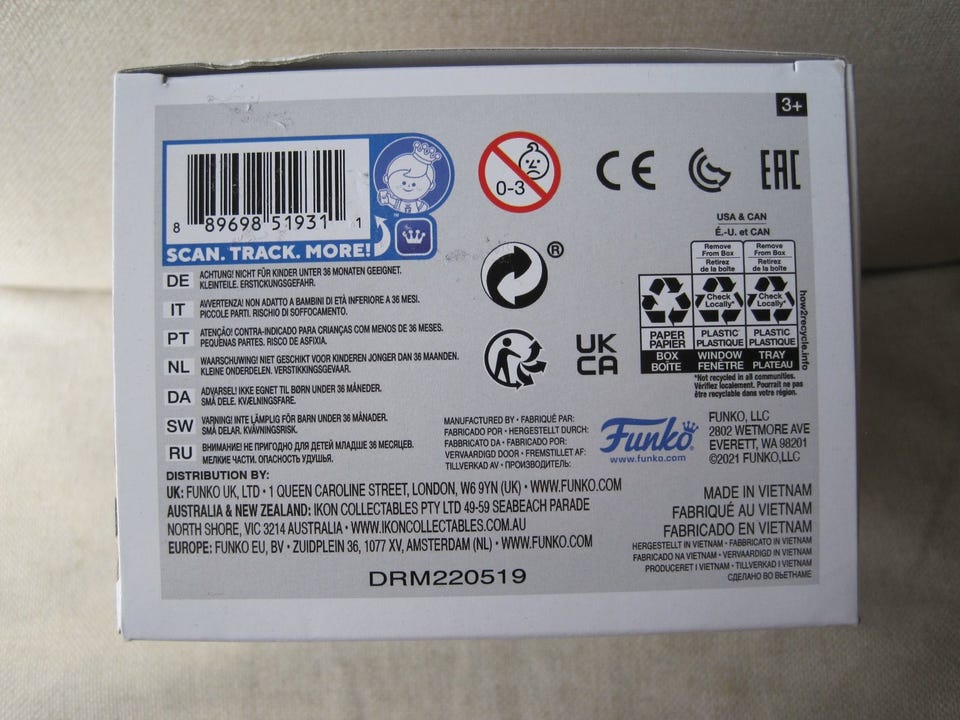 3+
8 89698 51931 1
SCAN. TRACK. MORE!
0-3
CE
EAC
®
UK
CA
USA & CAN
É.-U. et CAN
Remove From Box
Retirez de la boîte
Remove From Box
Retirez de la boîte
Check Locally*
Check Locally*
PAPER
PAPIER
PLASTIC
PLASTIQUE
PLASTIC
PLASTIQUE
BOX
BOÎTE
WINDOW
FENÊTRE
TRAY
PLATEAU
how2recycle.info
*Not recycled in all communities.
Vérifiez localement. Pourrait ne pas
être recyclable dans votre région.
DE ACHTUNG! NICHT FÜR KINDER UNTER 36 MONATEN GEEIGNET.
KLEINTEILE. ERSTICKUNGSGEFAHR.
IT AVVERTENZA! NON ADATTO A BAMBINI DI ETÀ INFERIORE A 36 MESI.
PICCOLE PARTI. RISCHIO DI SOFFOCAMENTO.
PT ATENÇÃO! CONTRA-INDICADO PARA CRIANÇAS COM MENOS DE 36 MESES.
PEQUENAS PARTES. RISCO DE ASFIXIA.
NL WAARSCHUWING! NIET GESCHIKT VOOR KINDEREN JONGER DAN 36 MAANDEN.
KLEINE ONDERDELEN. VERSTIKKINGSGEVAAR.
DA ADVARSEL! IKKE EGNET TIL BØRN UNDER 36 MÅNEDER.
SMÅ DELE. KVÆLNINGSFARE.
SW VARNING! INTE LÄMPLIG FÖR BARN UNDER 36 MÅNADER.
SMÅ DELAR. KVÄVNINGSRISK.
RU ВНИМАНИЕ! НЕ ПРИГОДНО ДЛЯ ДЕТЕЙ МЛАДШЕ 36 МЕСЯЦЕВ.
МЕЛКИЕ ЧАСТИ. ОПАСНОСТЬ УДУШЬЯ.
MANUFACTURED BY • FABRIQUÉ PAR:
FABRICADO POR • HERGESTELLT DURCH:
FABBRICATO DA • FABRICADO POR:
VERVAARDIGD DOOR • FREMSTILLET AF:
TILLVERKAD AV • ПРОИЗВОДИТЕЛЬ:
Funko
www.funko.com
FUNKO, LLC
2802 WETMORE AVE
EVERETT, WA 98201
©2021 FUNKO,LLC
DISTRIBUTION BY:
UK: FUNKO UK, LTD • 1 QUEEN CAROLINE STREET, LONDON, W6 9YN (UK) • WWW.FUNKO.COM
AUSTRALIA & NEW ZEALAND: IKON COLLECTABLES PTY LTD 49-59 SEABEACH PARADE
NORTH SHORE, VIC 3214 AUSTRALIA • WWW.IKONCOLLECTABLES.COM.AU
EUROPE: FUNKO EU, BV • ZUIDPLEIN 36, 1077 XV, AMSTERDAM (NL) • WWW.FUNKO.COM
MADE IN VIETNAM
FABRIQUÉ AU VIETNAM
FABRICADO EN VIETNAM
HERGESTELLT IN VIETNAM • FABBRICATO IN VIETNAM
FABRICADO NA VIETNAM • VERVAARDIGD IN VIETNAM
PRODUCERET I VIETNAM • TILLVERKAD I VIETNAM
СДЕЛАНО ВО ВЬЕТНАМЕ
DRM220519